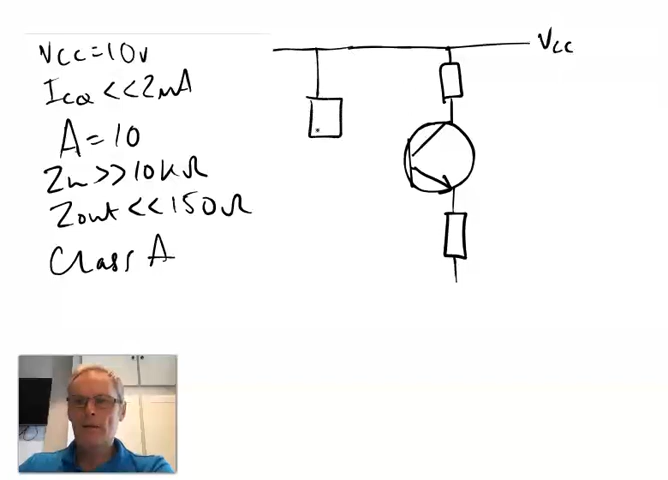 Vcc=10v
Icq <<2mA
A=10
Zin>>10kΩ
Zout<<150Ω
Class A
Vcc